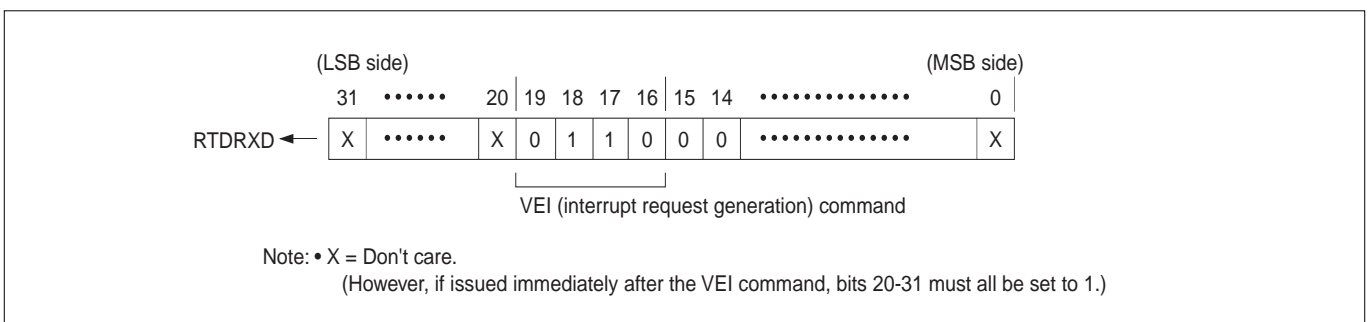 (LSB side) (MSB side)
31 •••••• 20 19 18 17 16 15 14 •••••••••••••• 0
RTDRXD X •••••• X 0 1 1 0 0 0 •••••••••••••• X
VEI (interrupt request generation) command
Note: • X = Don't care.
(However, if issued immediately after the VEI command, bits 20-31 must all be set to 1.)